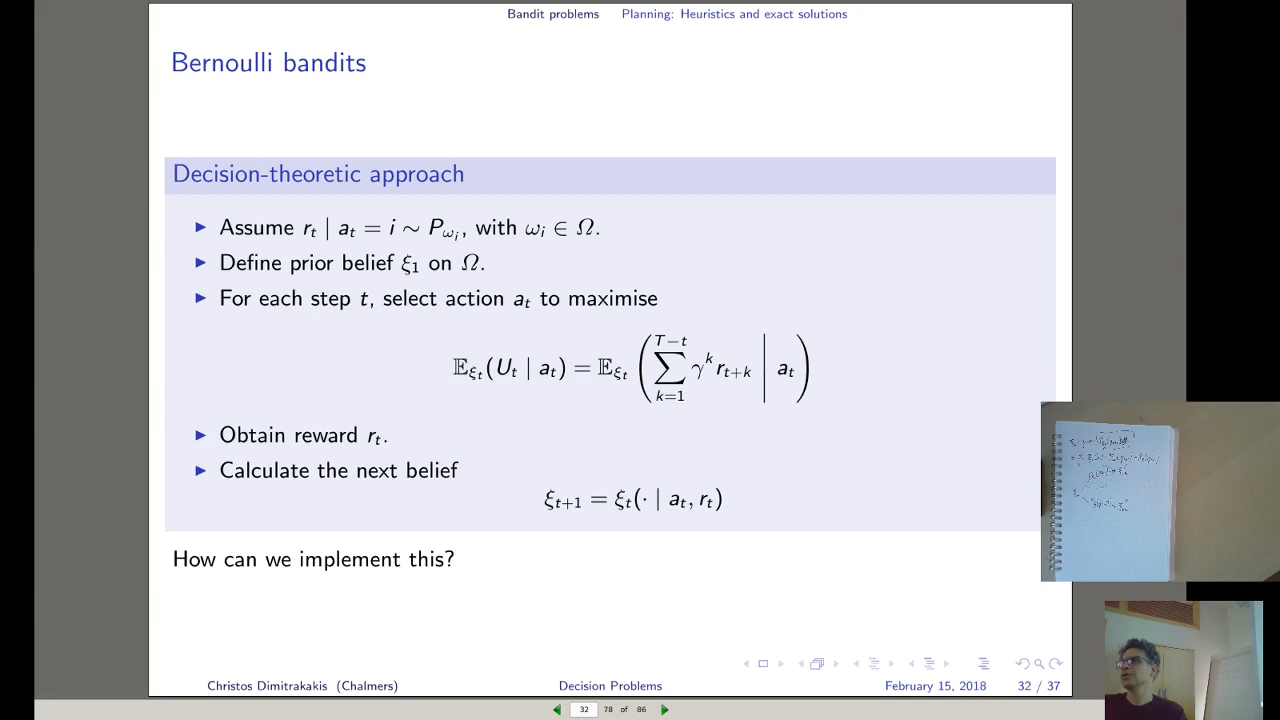 Bandit problems Planning: Heuristics and exact solutions
Bernoulli bandits
Decision-theoretic approach
▶ Assume r_t | a_t = i ∼ P_{ω_i}, with ω_i ∈ Ω.
▶ Define prior belief ξ_1 on Ω.
▶ For each step t, select action a_t to maximise
𝔼_{ξ_t}(U_t | a_t) = 𝔼_{ξ_t} ( ∑_{k=1}^{T−t} γ^k r_{t+k} | a_t )
▶ Obtain reward r_t.
▶ Calculate the next belief
ξ_{t+1} = ξ_t(· | a_t, r_t)
How can we implement this?
Christos Dimitrakakis (Chalmers) Decision Problems February 15, 2018 32 / 37
32 78 of 86